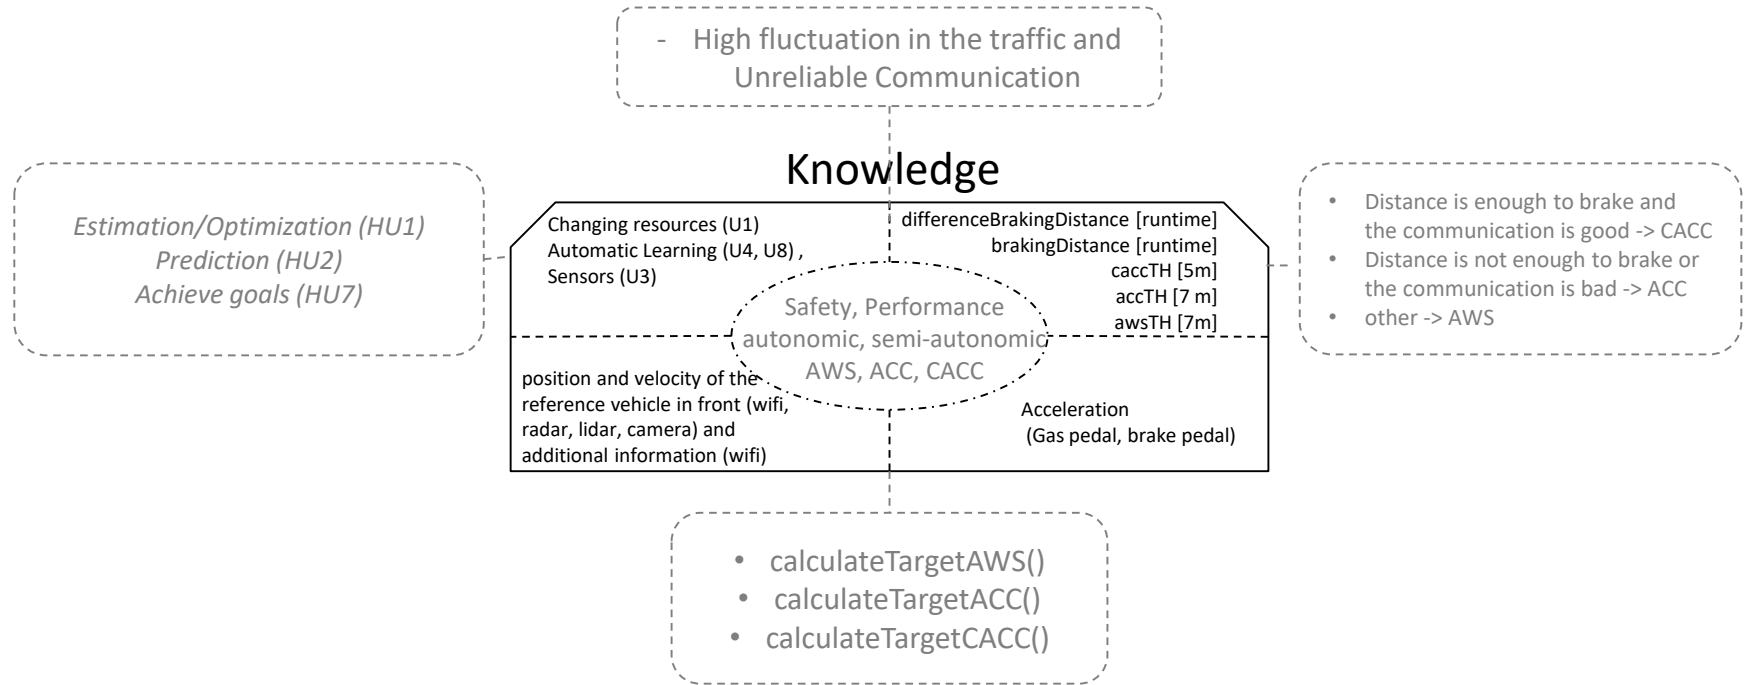 - High fluctuation in the traffic and
Unreliable Communication
Knowledge
Estimation/Optimization (HU1)
Prediction (HU2)
Achieve goals (HU7)
Changing resources (U1)
Automatic Learning (U4, U8) ,
Sensors (U3)
differenceBrakingDistance [runtime]
brakingDistance [runtime]
caccTH [5m]
accTH [7 m]
awsTH [7m]
• Distance is enough to brake and
the communication is good -> CACC
• Distance is not enough to brake or
the communication is bad -> ACC
• other -> AWS
Safety, Performance
autonomic, semi-autonomic
AWS, ACC, CACC
position and velocity of the
reference vehicle in front (wifi,
radar, lidar, camera) and
additional information (wifi)
Acceleration
(Gas pedal, brake pedal)
• calculateTargetAWS()
• calculateTargetACC()
• calculateTargetCACC()